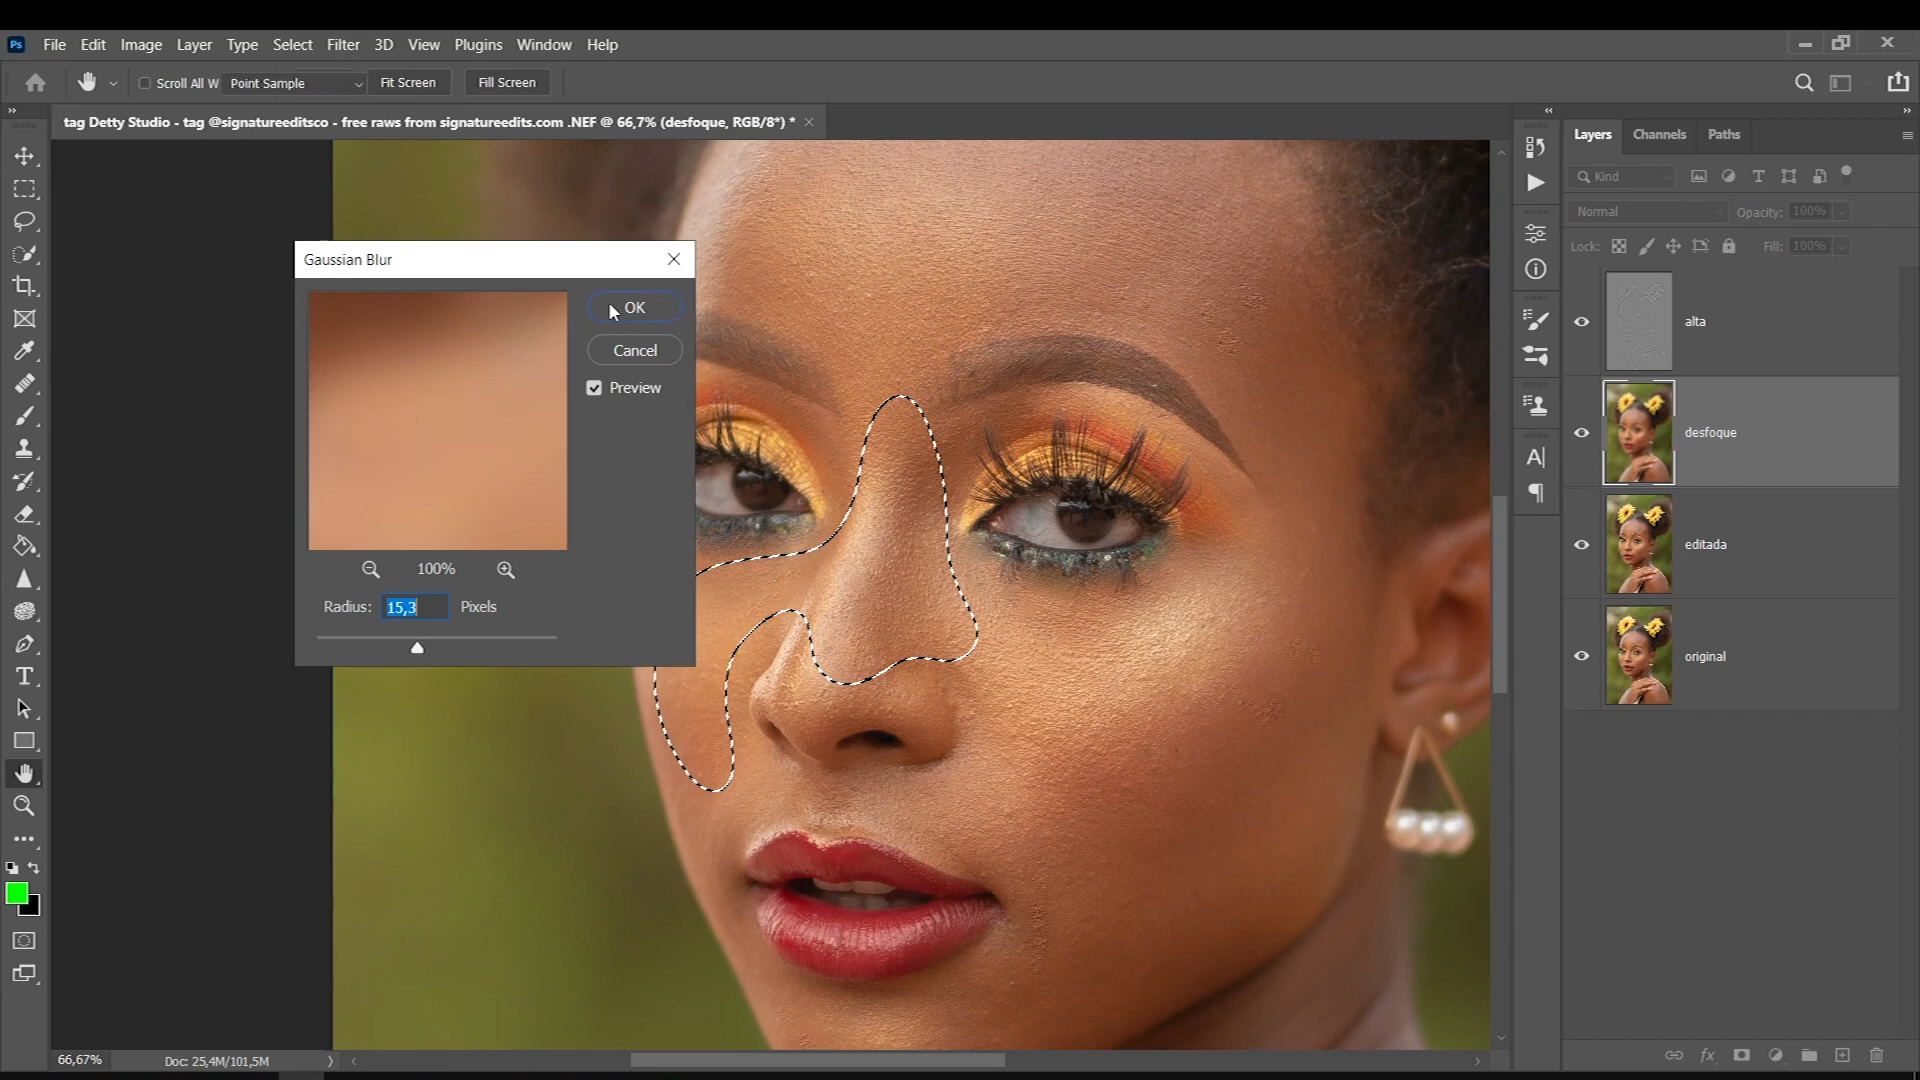 Ps File Edit Image Layer Type Select Filter 3D View Plugins Window Help
Scroll All W Point Sample Fit Screen Fill Screen
tag Detty Studio - tag @signatureeditsco - free raws from signatureedits.com .NEF @ 66,7% (desfoque, RGB/8*) *
Gaussian Blur
OK
Cancel
Preview
100%
Radius: 15,3 Pixels
Layers Channels Paths
Kind
Normal Opacity: 100%
Lock: Fill: 100%
alta
desfoque
editada
original
66,67% Doc: 25,4M/101,5M